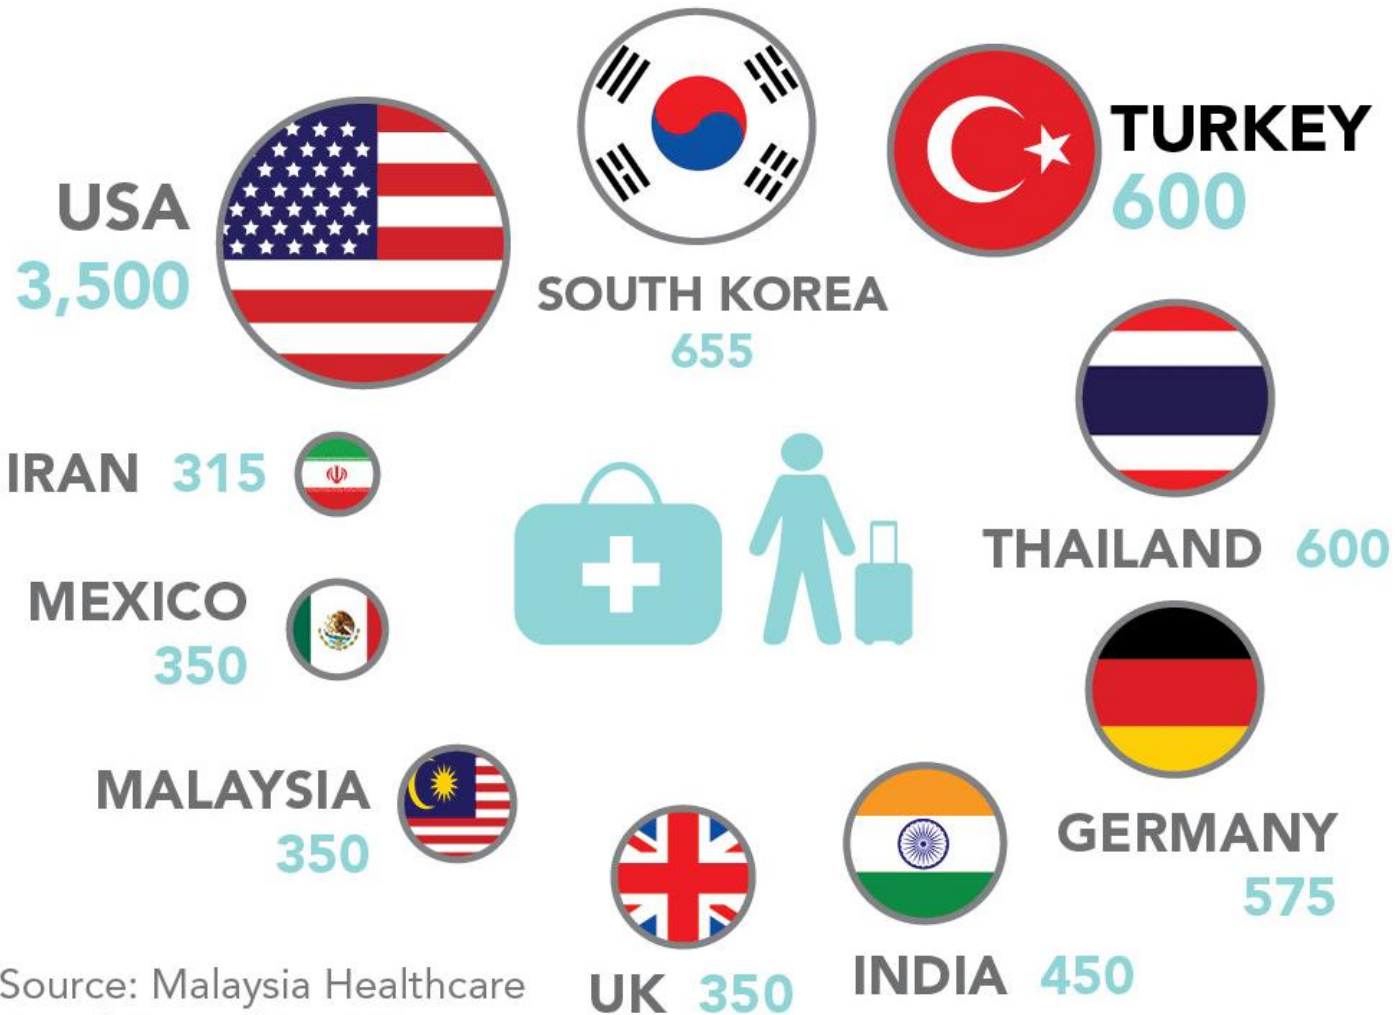 USA
3,500
SOUTH KOREA
655
TURKEY
600
THAILAND 600
GERMANY
575
INDIA 450
UK 350
MALAYSIA
350
MEXICO
350
IRAN 315
Source: Malaysia Healthcare